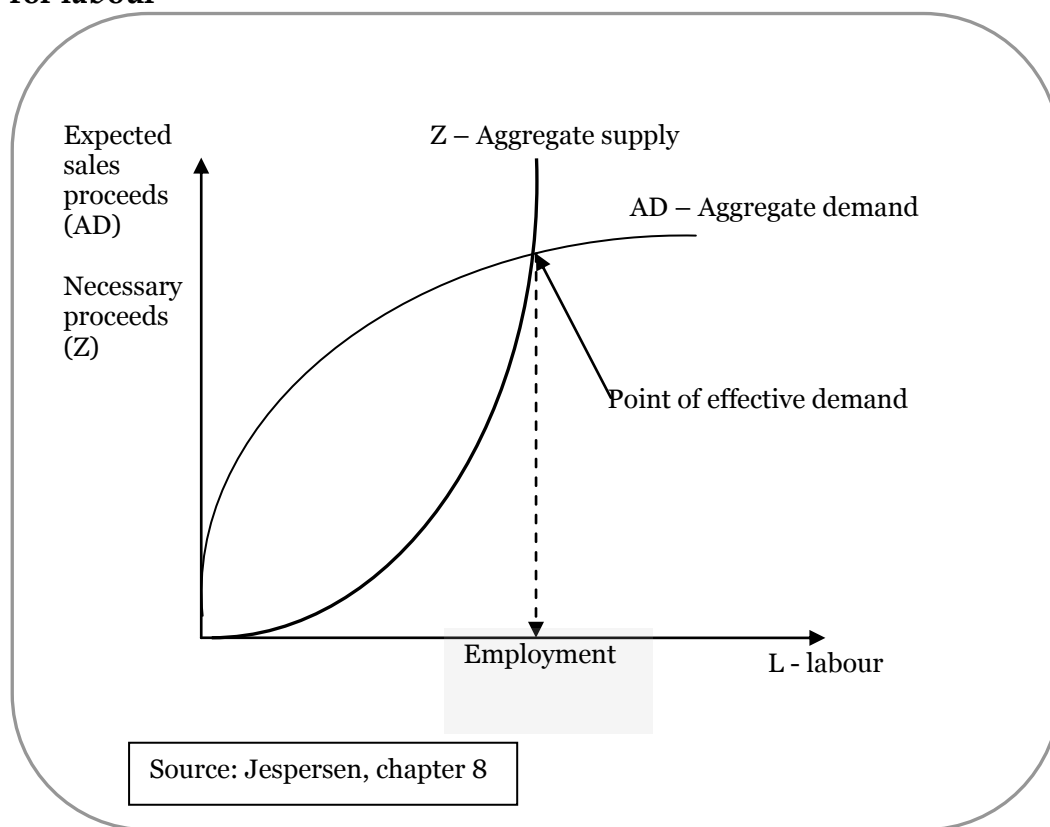 for labour
Expected
sales
proceeds
(AD)
Necessary
proceeds
(Z)
Z – Aggregate supply
AD – Aggregate demand
Point of effective demand
Employment
L - labour
Source: Jespersen, chapter 8